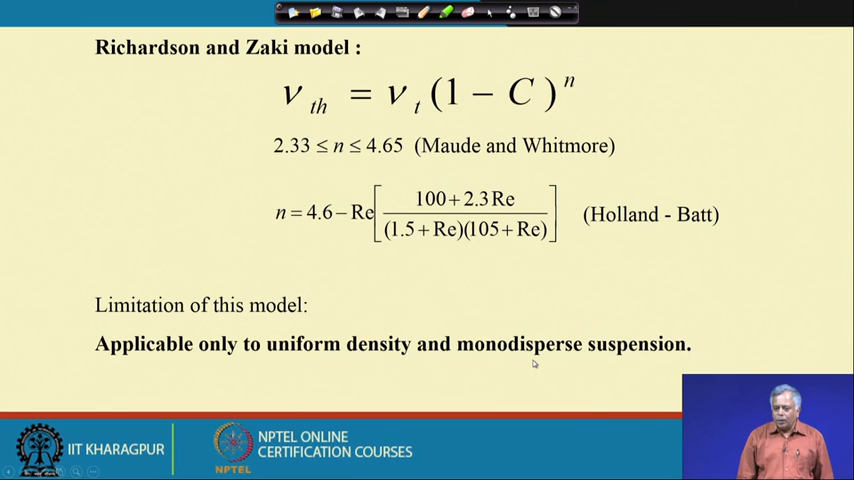 Richardson and Zaki model :
ν th = ν t (1 − C)^n
2.33 ≤ n ≤ 4.65 (Maude and Whitmore)
n = 4.6 − Re[ (100 + 2.3 Re) / ((1.5 + Re)(105 + Re)) ] (Holland - Batt)
Limitation of this model:
Applicable only to uniform density and monodisperse suspension.
IIT KHARAGPUR
NPTEL
NPTEL ONLINE
CERTIFICATION COURSES